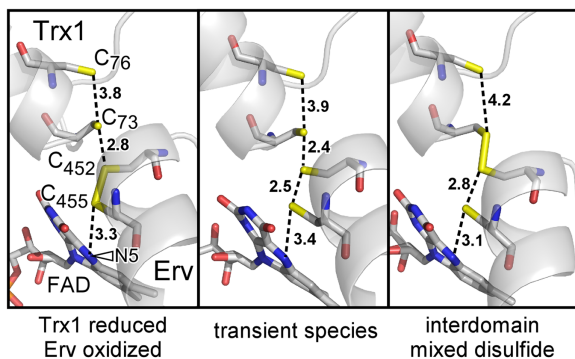 Trx1
C76
3.8
C73
2.8
C452
C455
3.3
N5
FAD
Erv
3.9
2.4
2.5
3.4
4.2
2.8
3.1
Trx1 reduced
Erv oxidized
transient species
interdomain
mixed disulfide